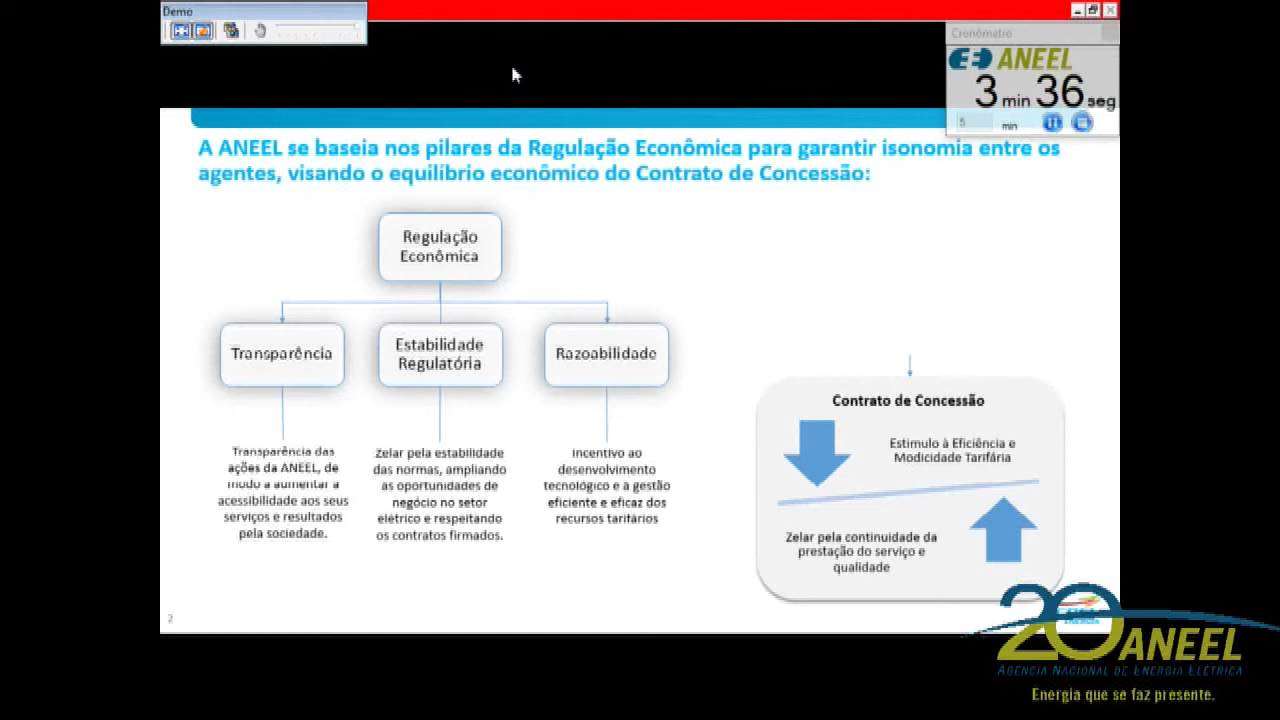 Demo
Cronômetro
ANEEL
3 min 36 seg
5 min
A ANEEL se baseia nos pilares da Regulação Econômica para garantir isonomia entre os
agentes, visando o equilíbrio econômico do Contrato de Concessão:
Regulação
Econômica
Transparência
Estabilidade
Regulatória
Razoabilidade
Transparência das
ações da ANEEL, de
modo a aumentar a
acessibilidade aos seus
serviços e resultados
pela sociedade.
Zelar pela estabilidade
das normas, ampliando
as oportunidades de
negócio no setor
elétrico e respeitando
os contratos firmados.
Incentivo ao
desenvolvimento
tecnológico e a gestão
eficiente e eficaz dos
recursos tarifários
Contrato de Concessão
Estimulo à Eficiência e
Modicidade Tarifária
Zelar pela continuidade da
prestação do serviço e
qualidade
2
20 ANEEL
AGENCIA NACIONAL DE ENERGIA ELETRICA
Energia que se faz presente.